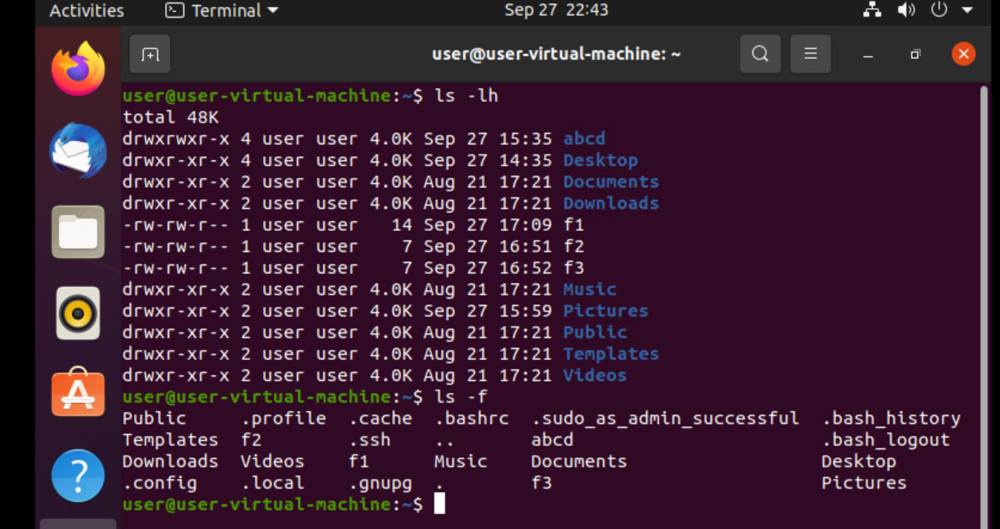 Activities Terminal Sep 27 22:43
user@user-virtual-machine: ~
user@user-virtual-machine:~$ ls -lh
total 48K
drwxrwxr-x 4 user user 4.0K Sep 27 15:35 abcd
drwxr-xr-x 4 user user 4.0K Sep 27 14:35 Desktop
drwxr-xr-x 2 user user 4.0K Aug 21 17:21 Documents
drwxr-xr-x 2 user user 4.0K Aug 21 17:21 Downloads
-rw-rw-r-- 1 user user   14 Sep 27 17:09 f1
-rw-rw-r-- 1 user user    7 Sep 27 16:51 f2
-rw-rw-r-- 1 user user    7 Sep 27 16:52 f3
drwxr-xr-x 2 user user 4.0K Aug 21 17:21 Music
drwxr-xr-x 2 user user 4.0K Sep 27 15:59 Pictures
drwxr-xr-x 2 user user 4.0K Aug 21 17:21 Public
drwxr-xr-x 2 user user 4.0K Aug 21 17:21 Templates
drwxr-xr-x 2 user user 4.0K Aug 21 17:21 Videos
user@user-virtual-machine:~$ ls -f
Public     .profile  .cache  .bashrc  .sudo_as_admin_successful  .bash_history
Templates  f2        .ssh    ..       abcd                       .bash_logout
Downloads  Videos    f1      Music    Documents                  Desktop
.config    .local    .gnupg  .        f3                         Pictures
user@user-virtual-machine:~$